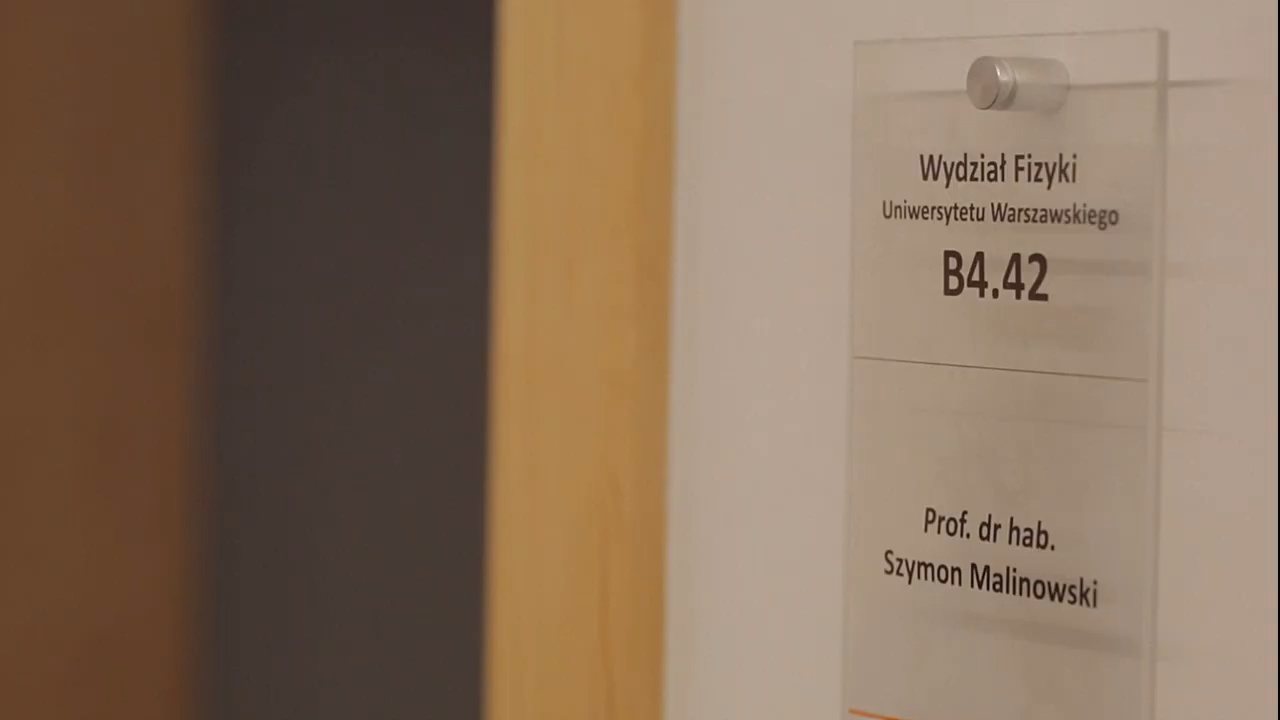 Wydział Fizyki
Uniwersytetu Warszawskiego
B4.42
Prof. dr hab.
Szymon Malinowski